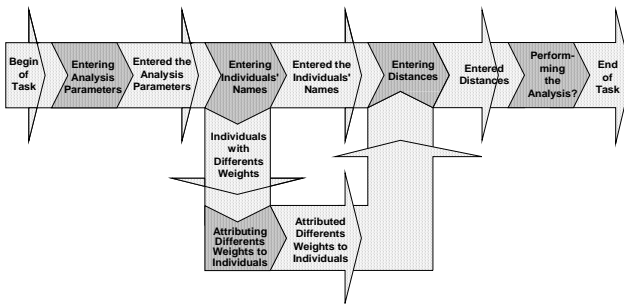 Begin
of
Task
Entering
Analysis
Parameters
Entered the
Analysis
Parameters
Entering
Individuals'
Names
Entered the
Individuals'
Names
Entering
Distances
Entered
Distances
Perform-
ming
the
Analysis?
End
of
Task
Individuals
with
Differents
Weights
Attributing
Differents
Weights to
Individuals
Attributed
Differents
Weights to
Individuals